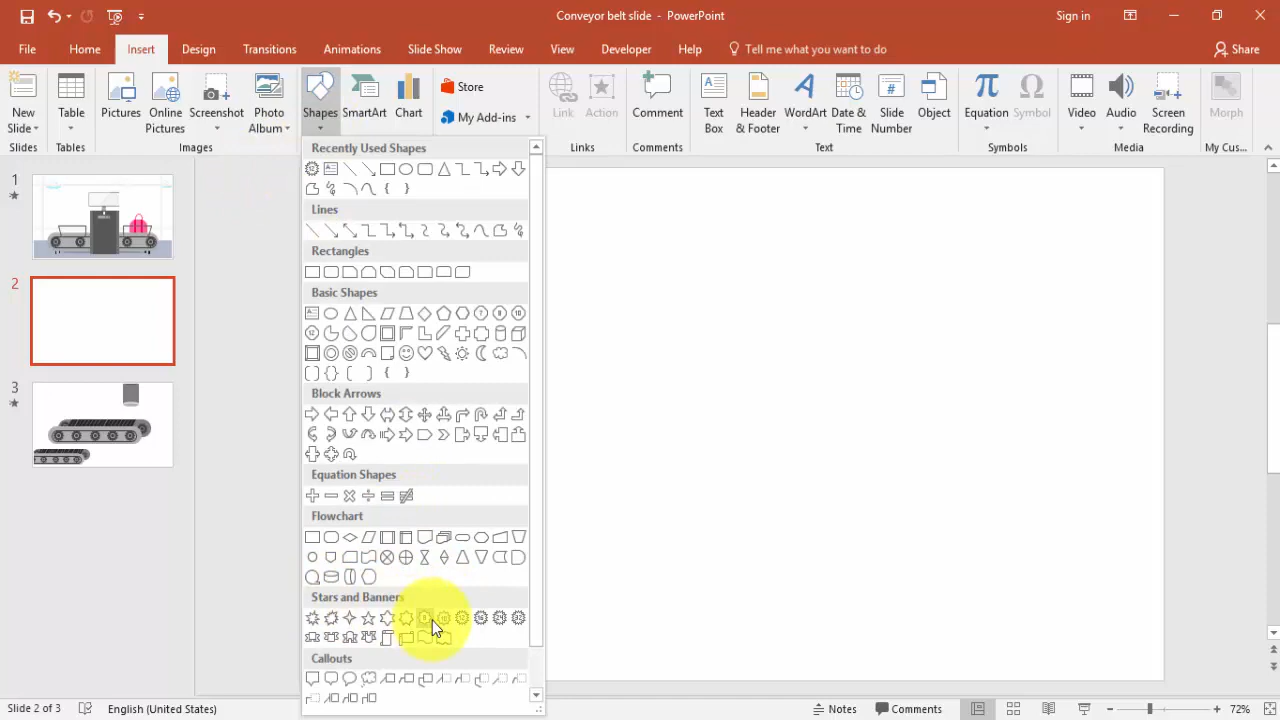 Conveyor belt slide - PowerPoint
Sign in
File
Home
Insert
Design
Transitions
Animations
Slide Show
Review
View
Developer
Help
Tell me what you want to do
Share
New
Slide
Table
Pictures
Online
Pictures
Screenshot
Photo
Album
Shapes
SmartArt
Chart
Store
My Add-ins
Link
Action
Comment
Text
Box
Header
& Footer
WordArt
Date &
Time
Slide
Number
Object
Equation
Symbol
Video
Audio
Screen
Recording
Morph
Slides
Tables
Images
Links
Comments
Text
Symbols
Media
My Cus...
Recently Used Shapes
Lines
Rectangles
Basic Shapes
Block Arrows
Equation Shapes
Flowchart
Stars and Banners
Callouts
1
2
3
Slide 2 of 3
English (United States)
Notes
Comments
72%